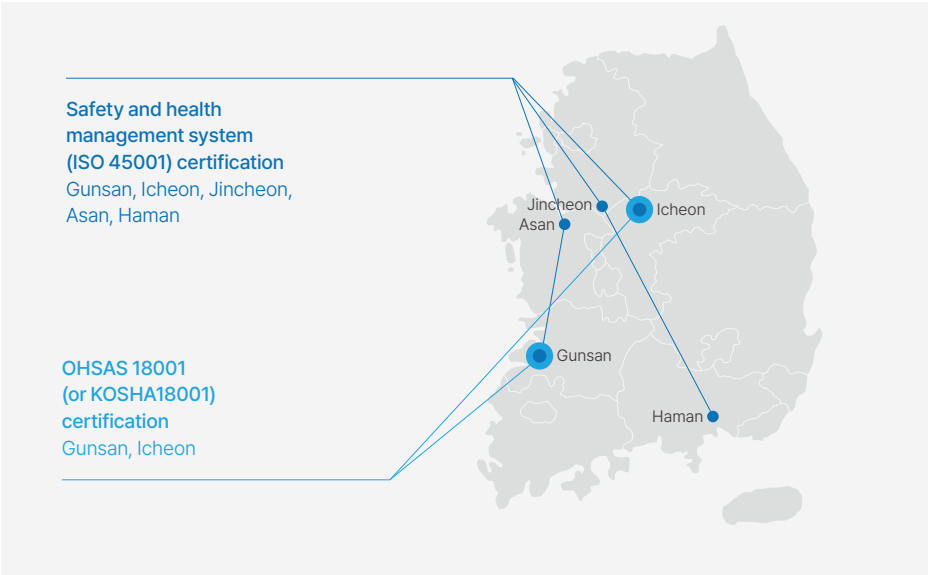 Safety and health
management system
(ISO 45001) certification
Gunsan, Icheon, Jincheon,
Asan, Haman
Jincheon
Icheon
Asan
Gunsan
Haman
OHSAS 18001
(or KOSHA18001)
certification
Gunsan, Icheon